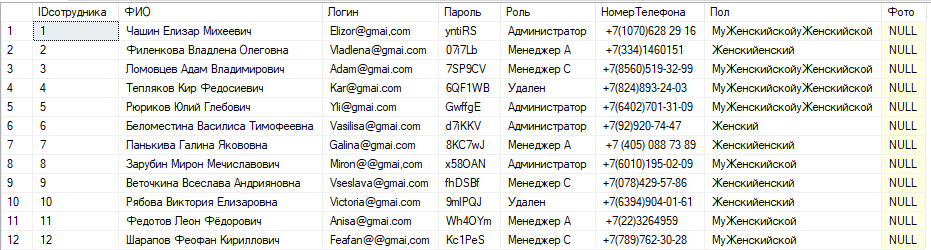 IDсотрудника ФИО Логин Пароль Роль НомерТелефона Пол Фото
1 1 Чашин Елизар Михеевич Elizor@gmai,com yntiRS Администратор +7(1070)628 29 16 МуЖенскийскойуЖенскийской NULL
2 2 Филенкова Владлена Олеговна Vladlena@gmai,com 07i7Lb Менеджер А +7(334)1460151 Женскийенский NULL
3 3 Ломовцев Адам Владимирович Adam@gmai,com 7SP9CV Менеджер С +7(8560)519-32-99 МуЖенскийскойуЖенскийской NULL
4 4 Тепляков Кир Федосиевич Kar@gmai,com 6QF1WB Удален +7(824)893-24-03 МуЖенскийскойуЖенскийской NULL
5 5 Рюриков Юлий Глебович Yli@gmai,com GwffgE Администратор +7(6402)701-31-09 МуЖенскийскойуЖенскийской NULL
6 6 Беломестина Василиса Тимофеевна Vasilisa@gmai,com d7iKKV Администратор +7(92)920-74-47 Женский NULL
7 7 Панькива Галина Якововна Galina@gmai,com 8KC7wJ Менеджер А +7 (405) 088 73 89 Женскийенский NULL
8 8 Зарубин Мирон Мечиславович Miron@@gmai,com x58OAN Администратор +7(6010)195-02-09 МуЖенскийской NULL
9 9 Веточкина Всеслава Андрияновна Vseslava@gmai,com fhDSBf Менеджер С +7(078)429-57-86 Женскийенский NULL
10 10 Рябова Виктория Елизаровна Victoria@gmai,com 9mlPQJ Удален +7(6394)904-01-61 Женскийенский NULL
11 11 Федотов Леон Фёдорович Anisa@gmai,com Wh4OYm Менеджер А +7(22)3264959 МуЖенскийской NULL
12 12 Шарапов Феофан Кириллович Feafan@@gmai,com Kc1PeS Менеджер С +7(789)762-30-28 МуЖенскийской NULL